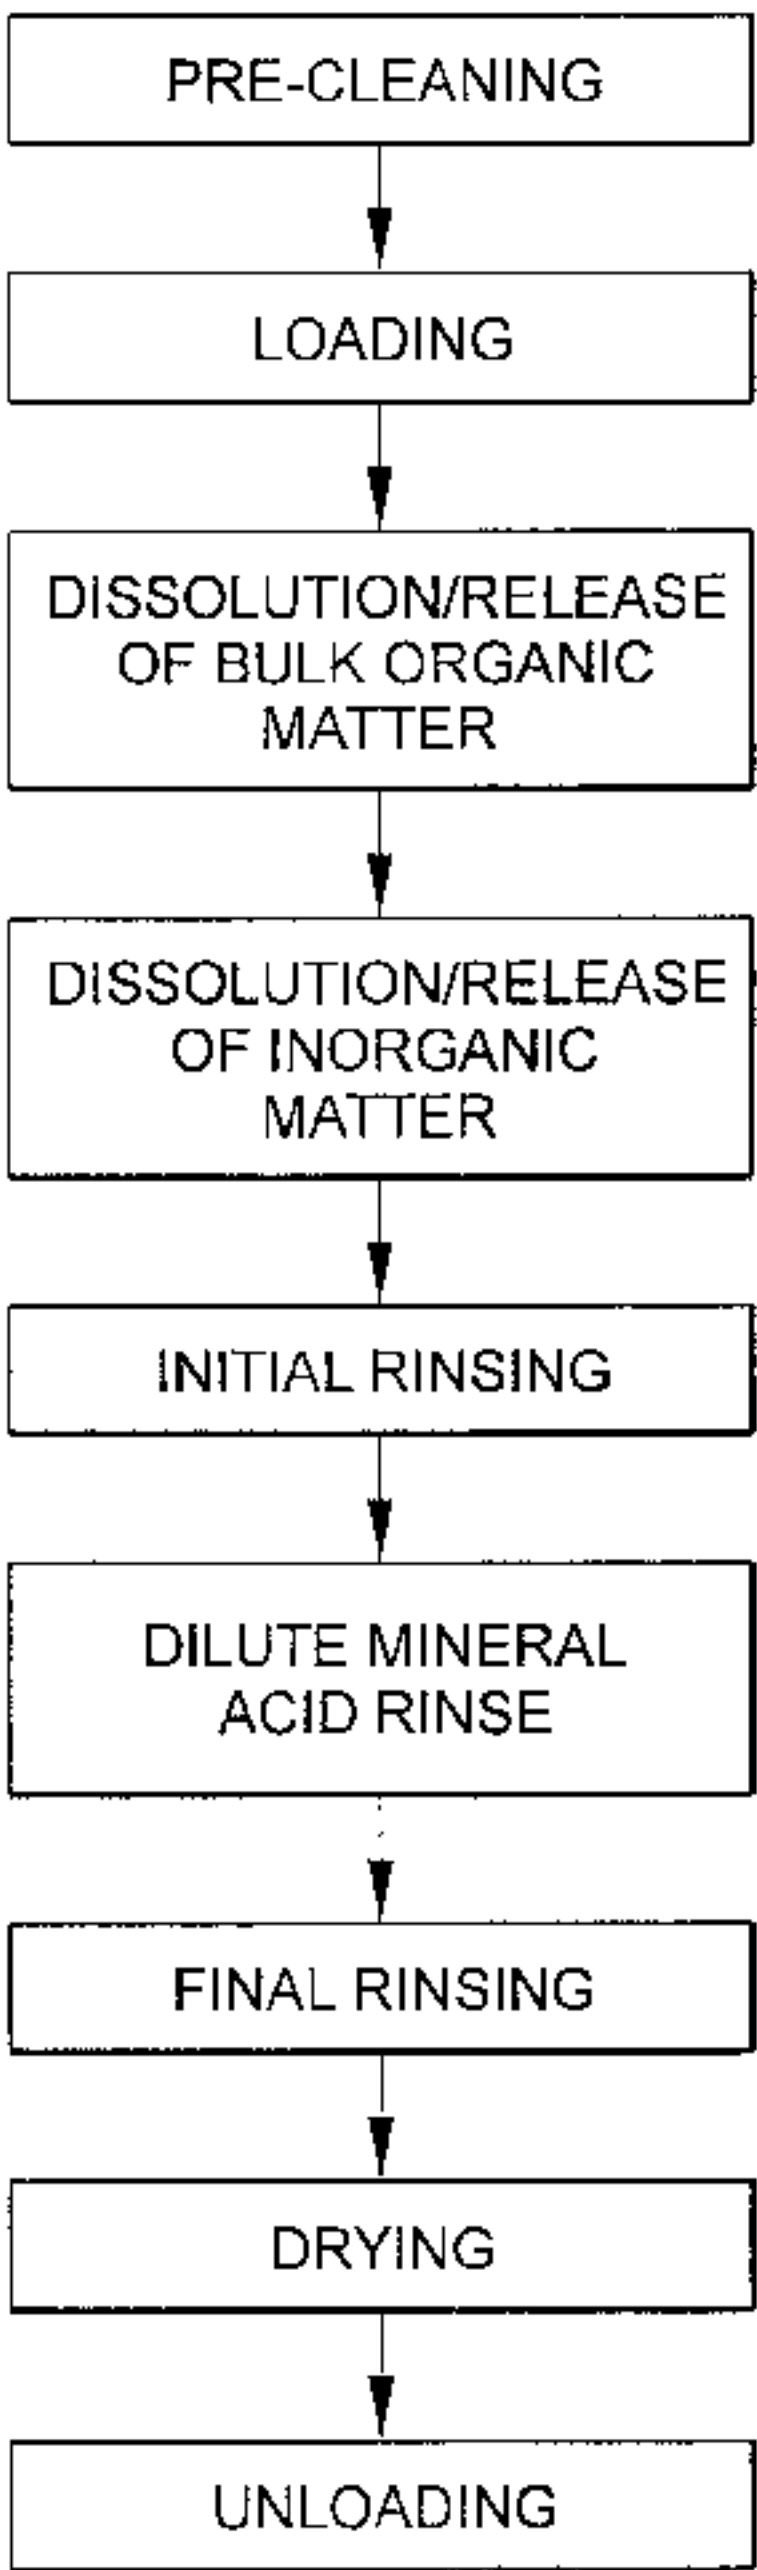 PRE-CLEANING
LOADING
DISSOLUTION/RELEASE
OF BULK ORGANIC
MATTER
DISSOLUTION/RELEASE
OF INORGANIC
MATTER
INITIAL RINSING
DILUTE MINERAL
ACID RINSE
FINAL RINSING
DRYING
UNLOADING